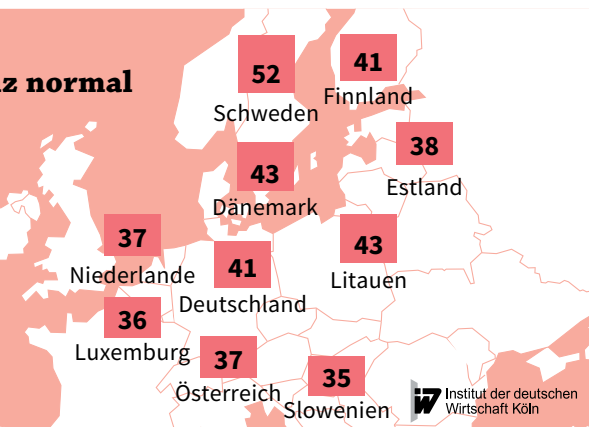 z normal
52
Schweden
41
Finnland
38
Estland
43
Dänemark
43
Litauen
37
Niederlande
41
Deutschland
36
Luxemburg
37
Österreich
35
Slowenien
iw
Institut der deutschen
Wirtschaft Köln